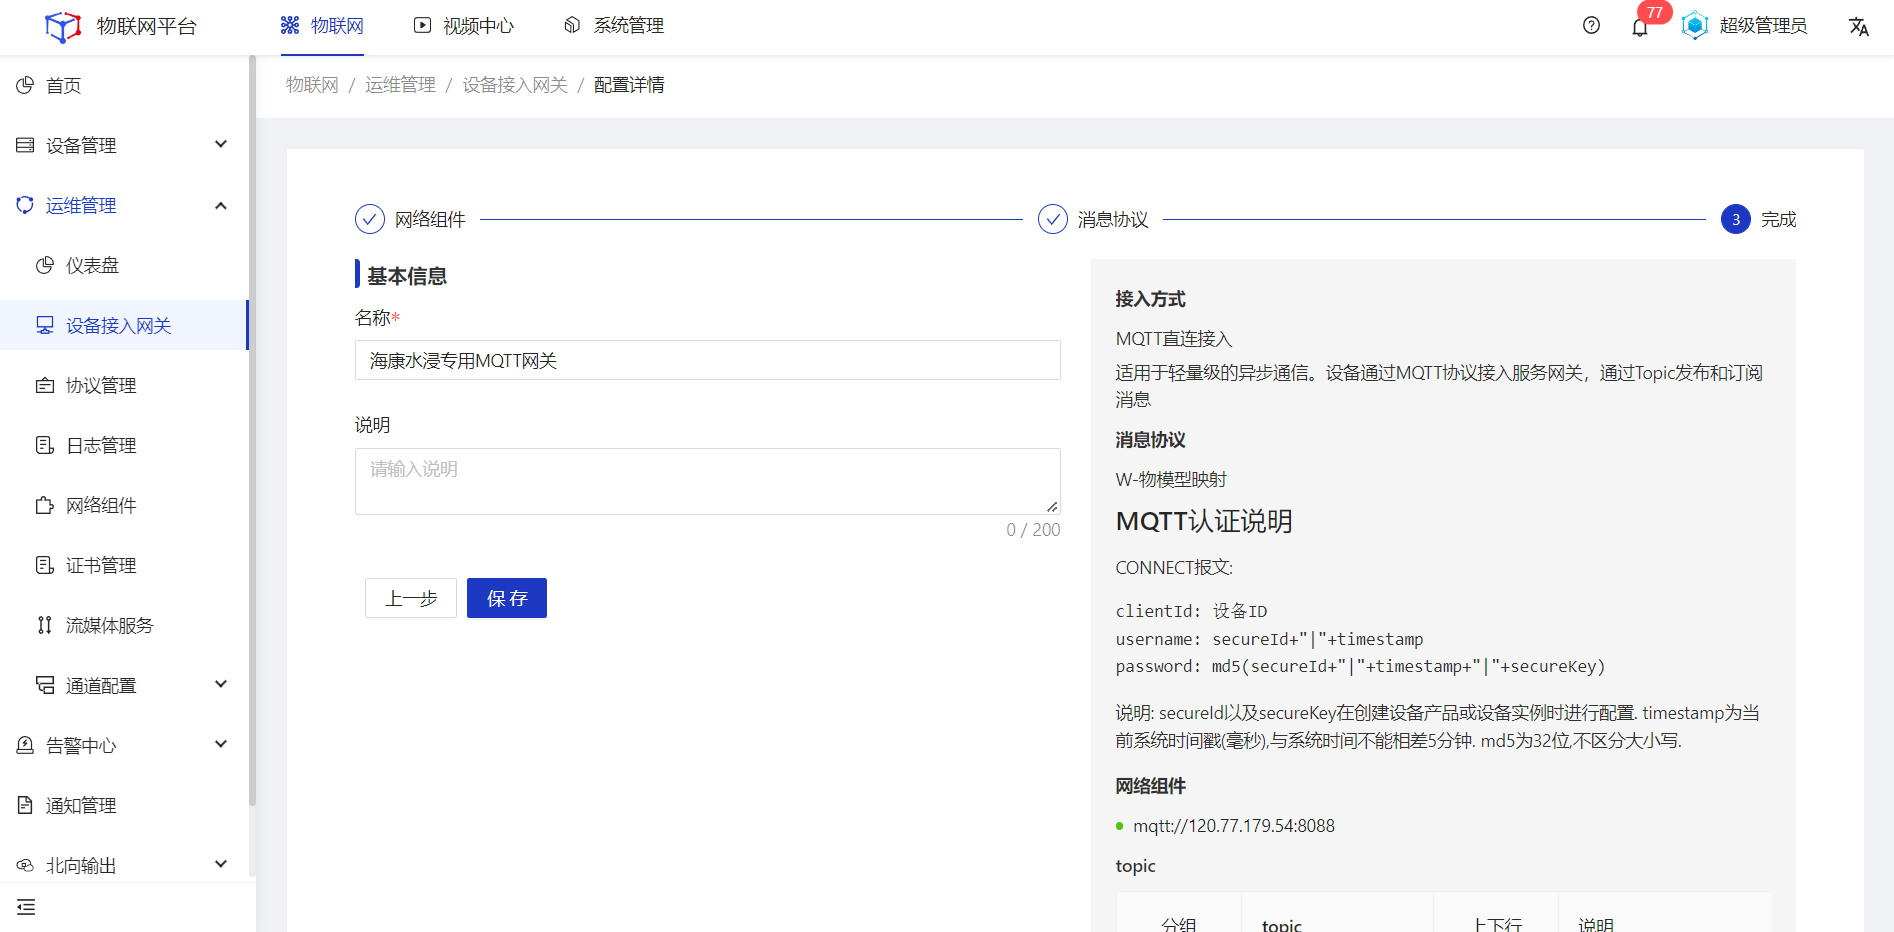 物联网平台
物联网
视频中心
系统管理
77
超级管理员
首页
设备管理
运维管理
仪表盘
设备接入网关
协议管理
日志管理
网络组件
证书管理
流媒体服务
通道配置
告警中心
通知管理
北向输出
物联网 / 运维管理 / 设备接入网关 / 配置详情
网络组件
消息协议
3 完成
基本信息
名称*
海康水浸专用MQTT网关
说明
请输入说明
0 / 200
上一步
保存
接入方式
MQTT直连接入
适用于轻量级的异步通信。设备通过MQTT协议接入服务网关，通过Topic发布和订阅
消息
消息协议
W-物模型映射
MQTT认证说明
CONNECT报文:
clientId: 设备ID
username: secureId+"|"+timestamp
password: md5(secureId+"|"+timestamp+"|"+secureKey)
说明: secureId以及secureKey在创建设备产品或设备实例时进行配置. timestamp为当
前系统时间戳(毫秒),与系统时间不能相差5分钟. md5为32位,不区分大小写.
网络组件
mqtt://120.77.179.54:8088
topic
分组 topic 上下行 说明